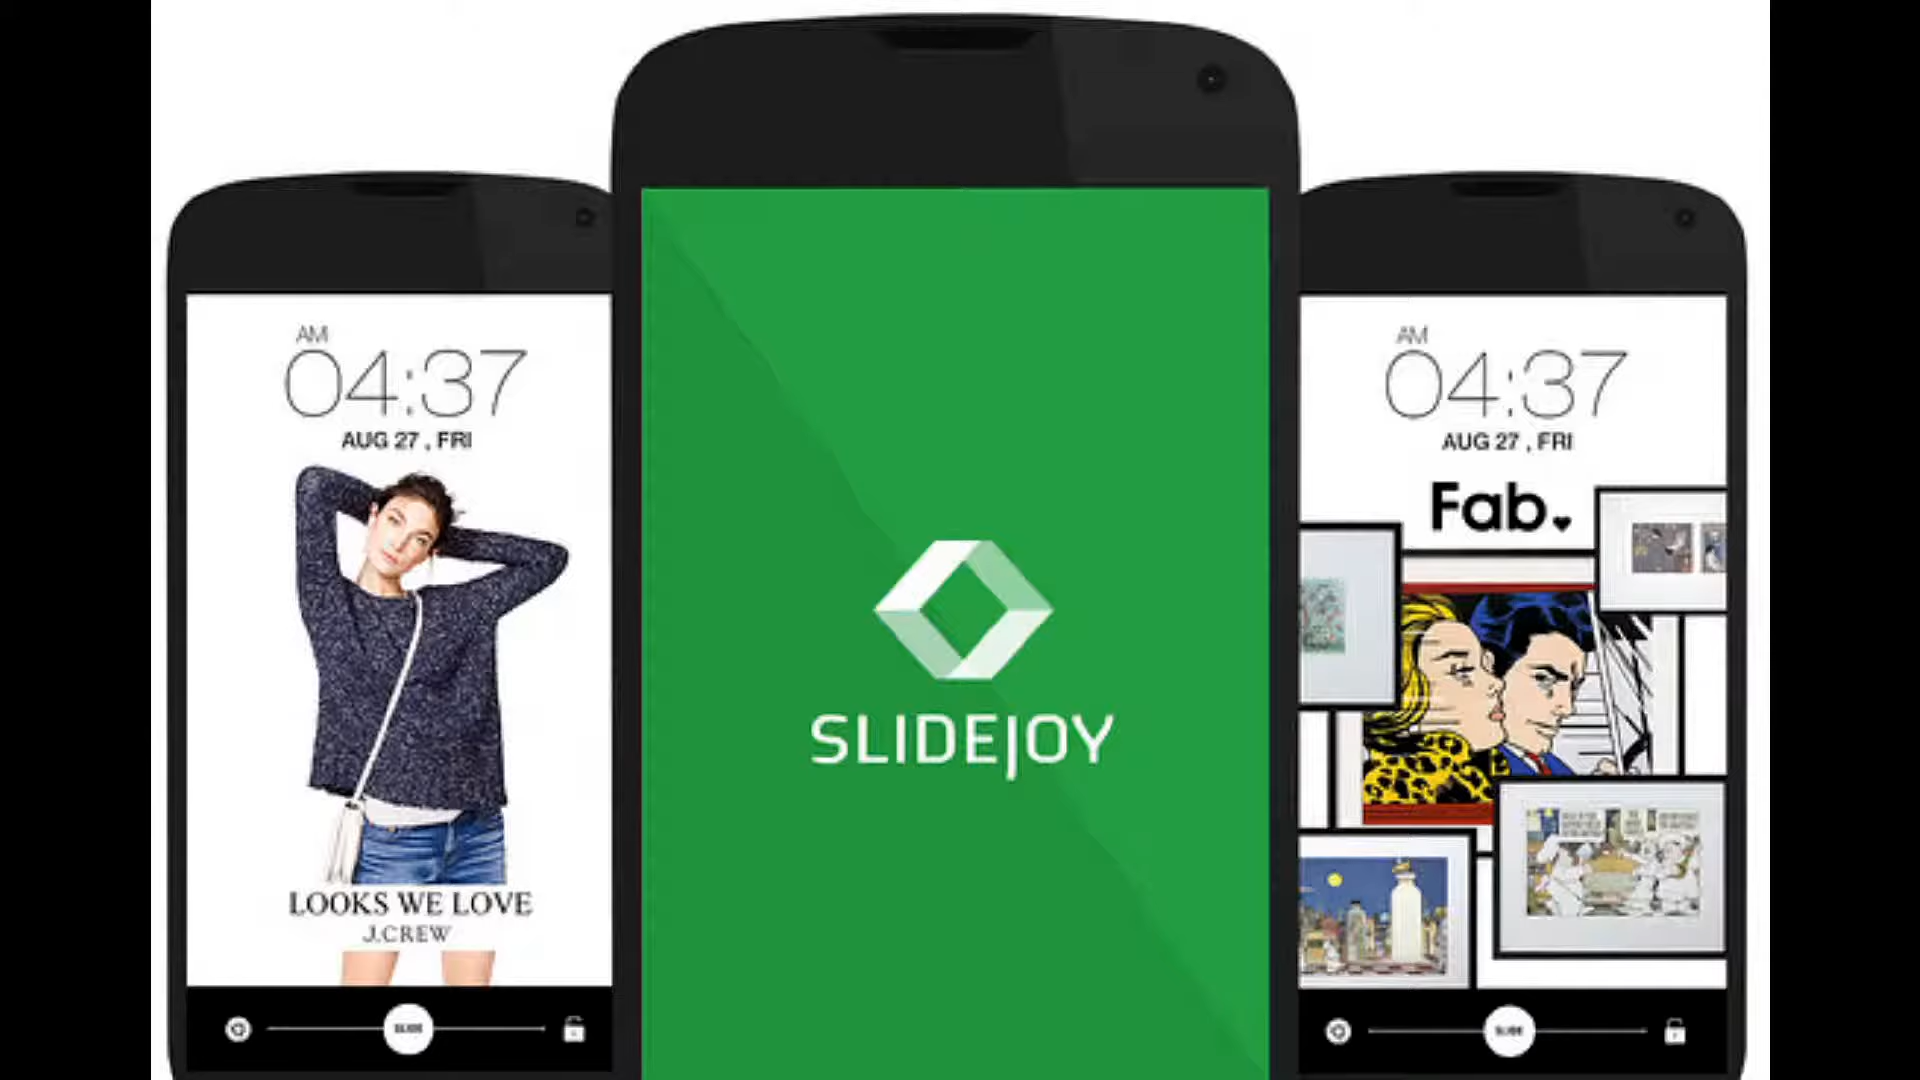 AM
04:37
AUG 27 , FRI
LOOKS WE LOVE
J.CREW
SLIDE
SLIDEJOY
AM
04:37
AUG 27 , FRI
Fab.
SLIDE